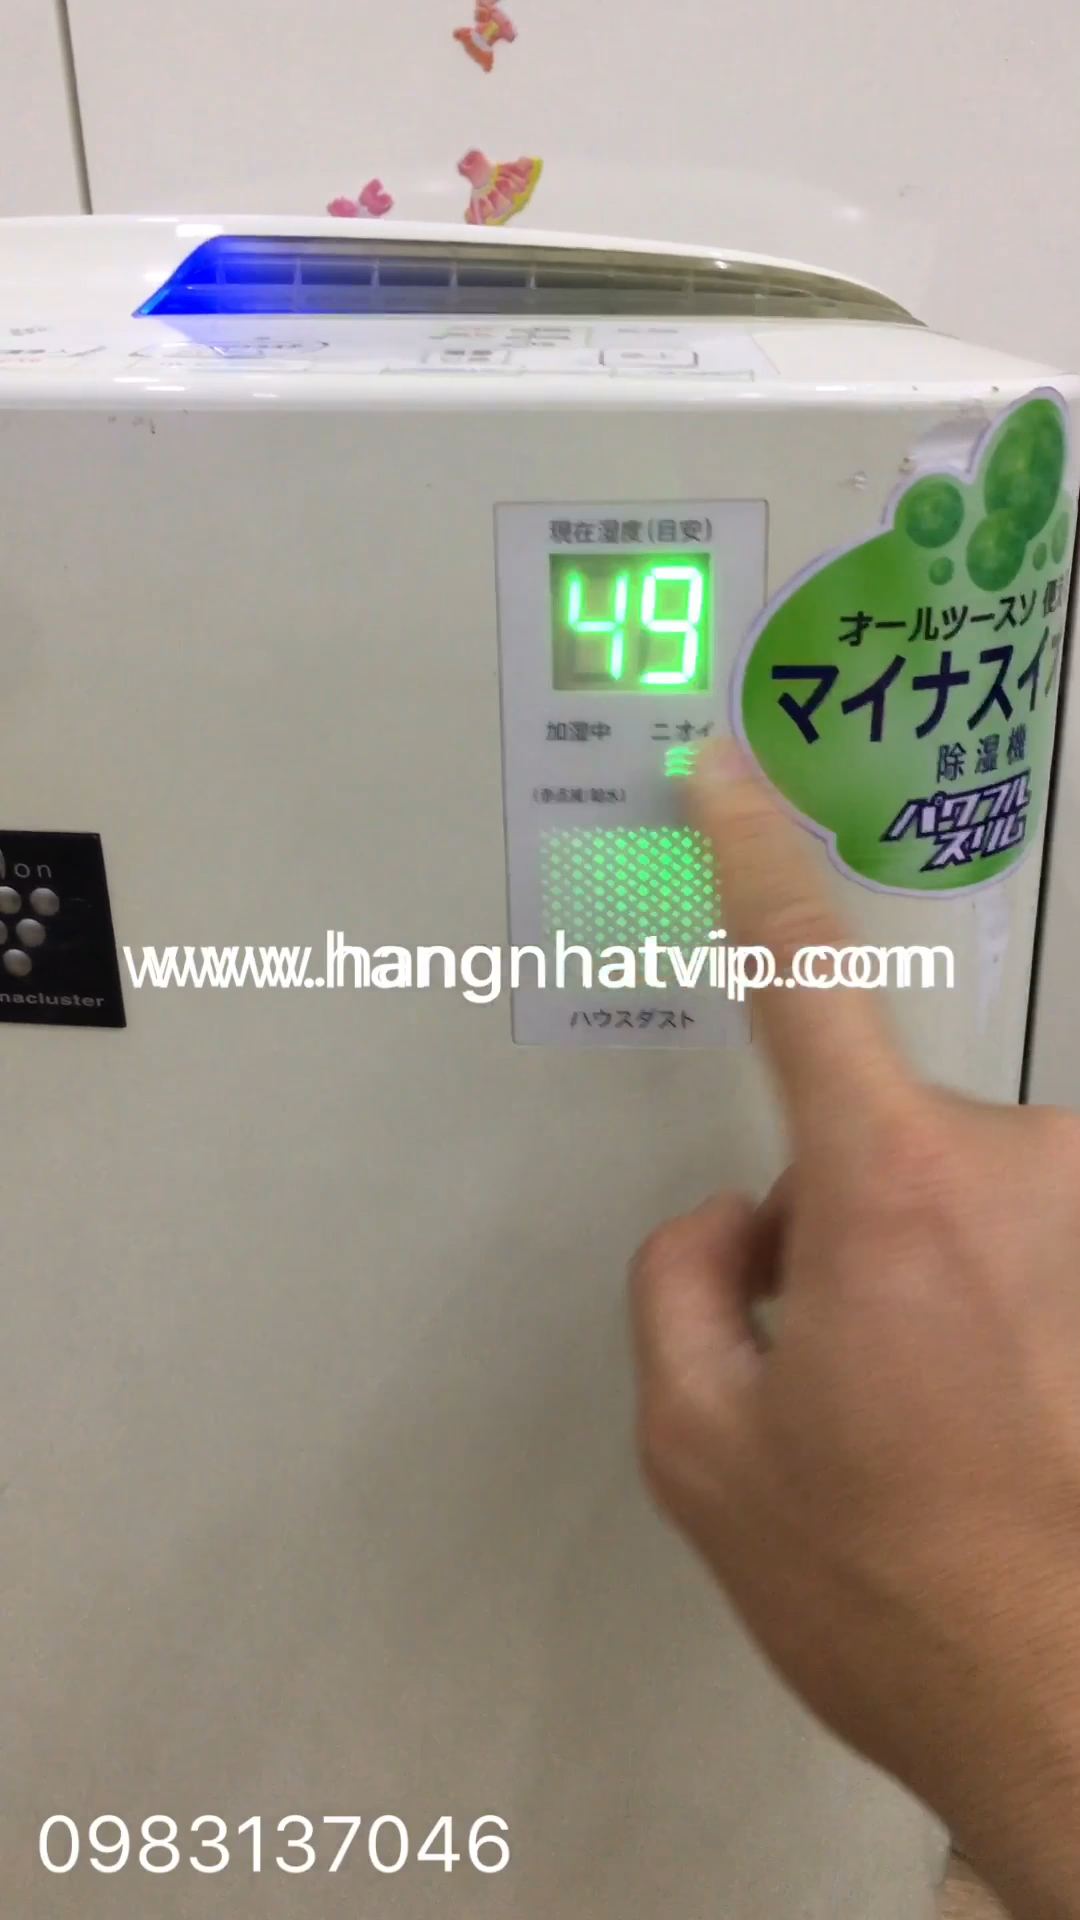 現在湿度(目安)
49
加湿中 ニオイ
ハウスダスト
オールツースソ
マイナスイ
除湿機
パワフル
スリム
on
nacluster
www.hangnhatvip.com
0983137046